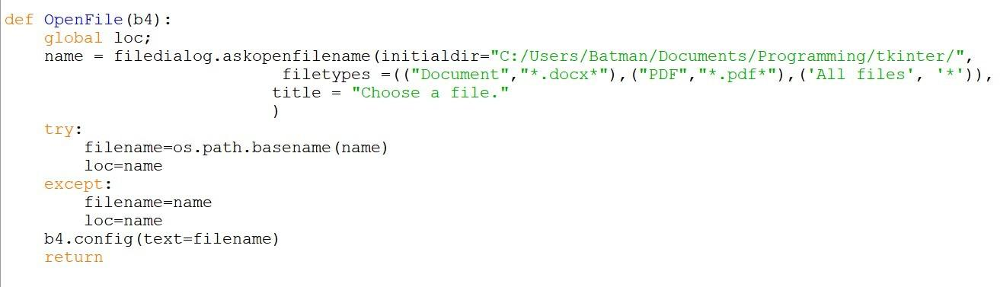 def OpenFile(b4):
    global loc;
    name = filedialog.askopenfilename(initialdir="C:/Users/Batman/Documents/Programming/tkinter/",
                            filetypes =(("Document","*.docx*"),("PDF","*.pdf*"),('All files', '*')),
                           title = "Choose a file."
                           )
    try:
        filename=os.path.basename(name)
        loc=name
    except:
        filename=name
        loc=name
    b4.config(text=filename)
    return